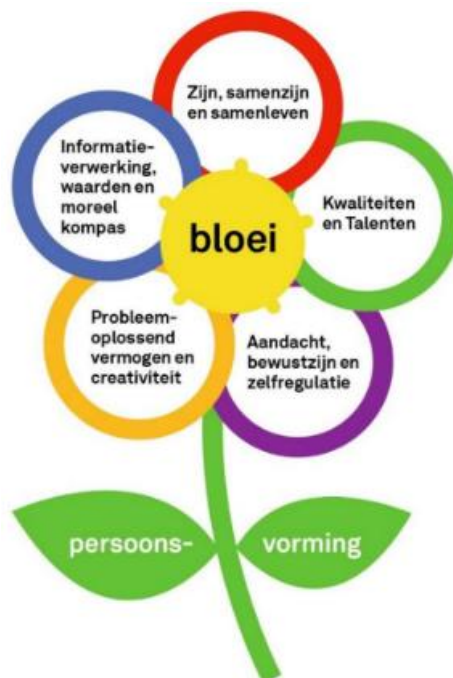 Zijn, samenzijn
en samenleven
Informatie-
verwerking,
waarden en
moreel
kompas
Kwaliteiten
en Talenten
bloei
Probleem-
oplossend
vermogen en
creativiteit
Aandacht,
bewustzijn en
zelfregulatie
persoons-
vorming